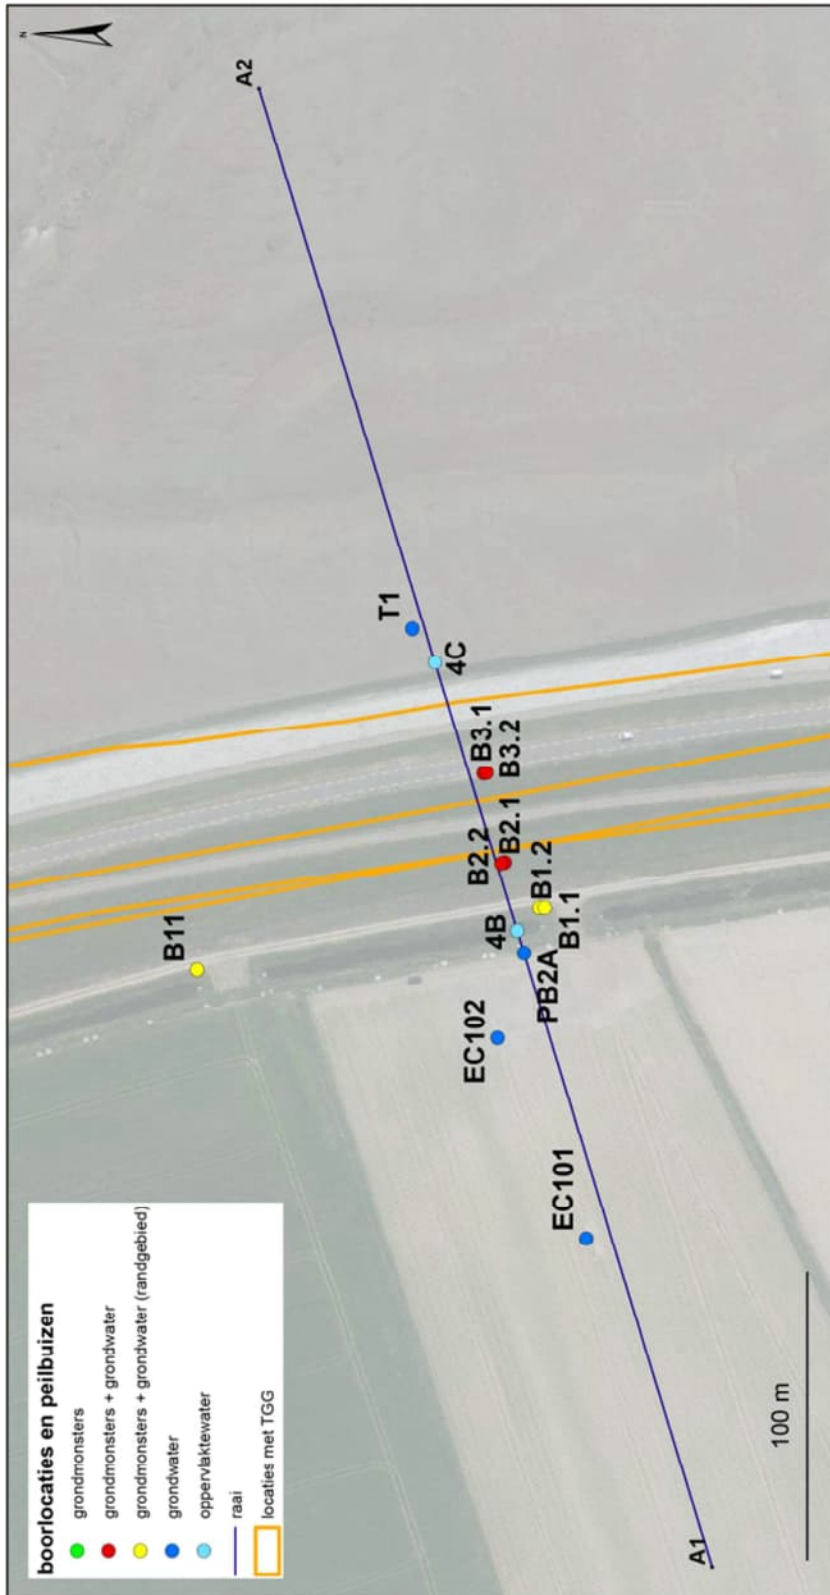 N
A2
T1
4C
B3.1
B3.2
B2.2
B2.1
B1.2
B1.1
4B
PB2A
B11
EC102
EC101
A1
boorlocaties en peilbuizen
grondmonsters
grondmonsters + grondwater
grondmonsters + grondwater (randgebied)
grondwater
oppervlaktewater
raai
locaties met TGG
100 m